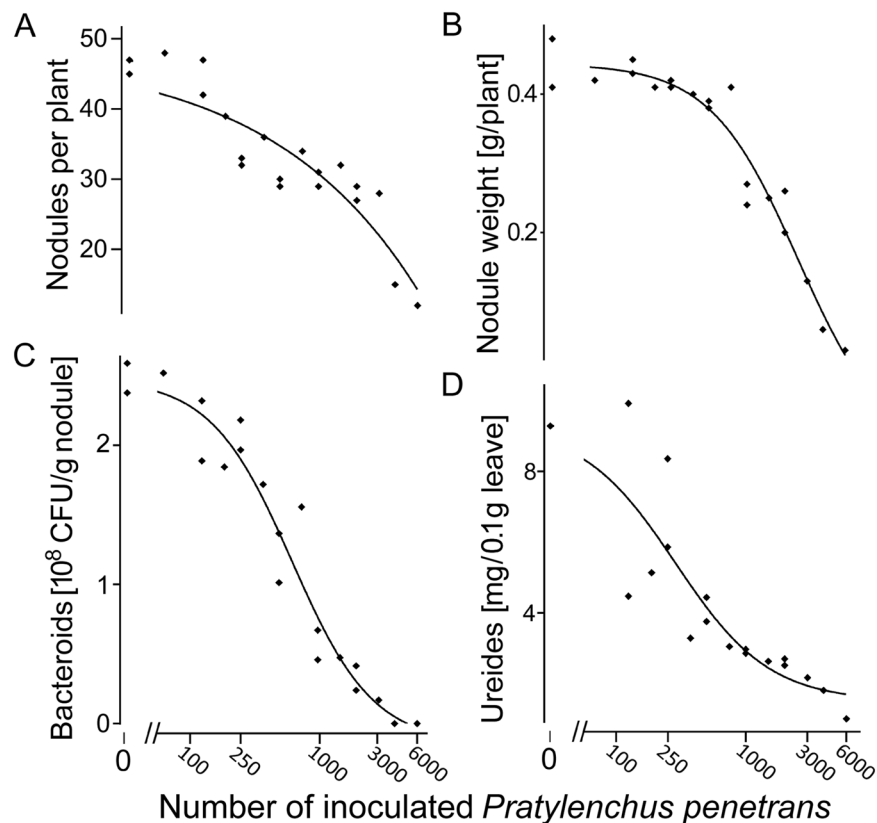 A
Nodules per plant
50
40
30
20
B
Nodule weight [g/plant]
0.4
0.2
C
Bacteroids [10⁸ CFU/g nodule]
2
1
0
0 // 100 250 1000 3000 6000
D
Ureides [mg/0.1g leave]
8
4
0 // 100 250 1000 3000 6000
Number of inoculated Pratylenchus penetrans